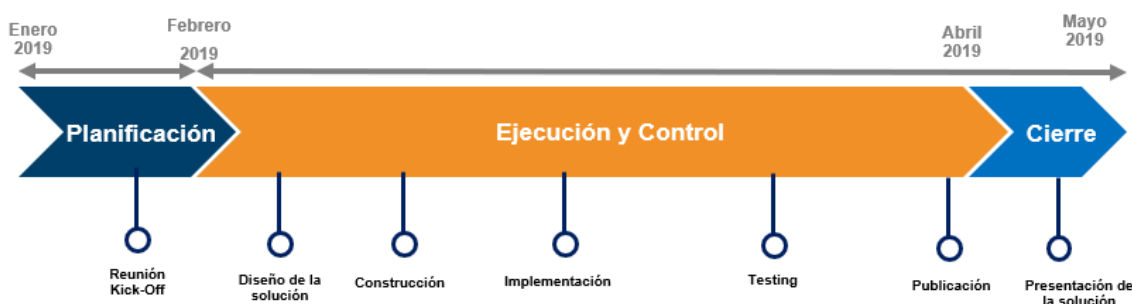 Enero
2019
Febrero
2019
Abril
2019
Mayo
2019
Planificación
Ejecución y Control
Cierre
Reunión
Kick-Off
Diseño de la
solución
Construcción
Implementación
Testing
Publicación
Presentación de
la solución